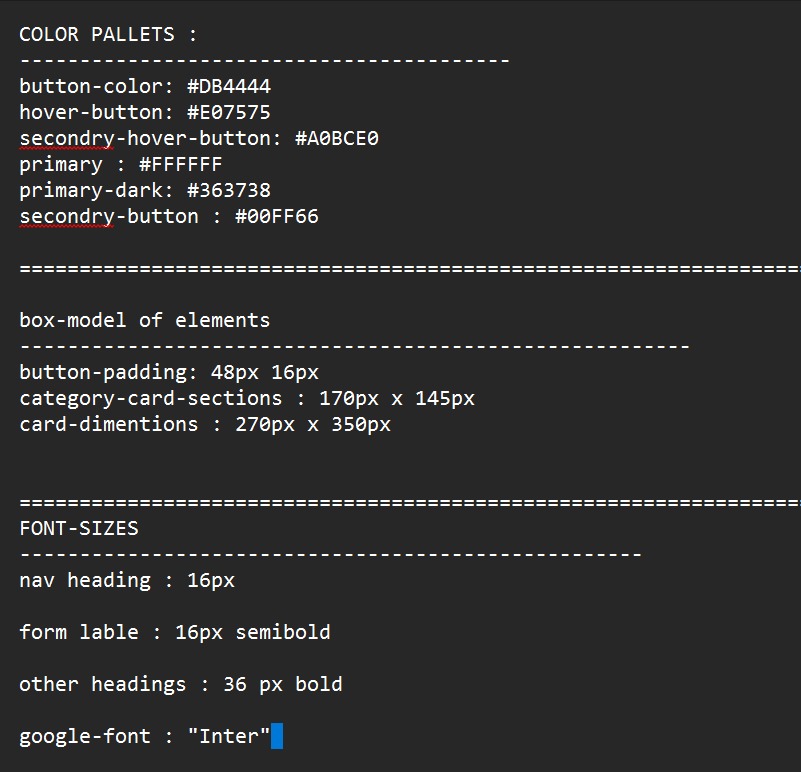 COLOR PALLETS :
-----------------------------------------
button-color: #DB4444
hover-button: #E07575
secondry-hover-button: #A0BCE0
primary : #FFFFFF
primary-dark: #363738
secondry-button : #00FF66
=================================================================
box-model of elements
--------------------------------------------------------
button-padding: 48px 16px
category-card-sections : 170px x 145px
card-dimentions : 270px x 350px
=================================================================
FONT-SIZES
----------------------------------------------------
nav heading : 16px
form lable : 16px semibold
other headings : 36 px bold
google-font : "Inter"